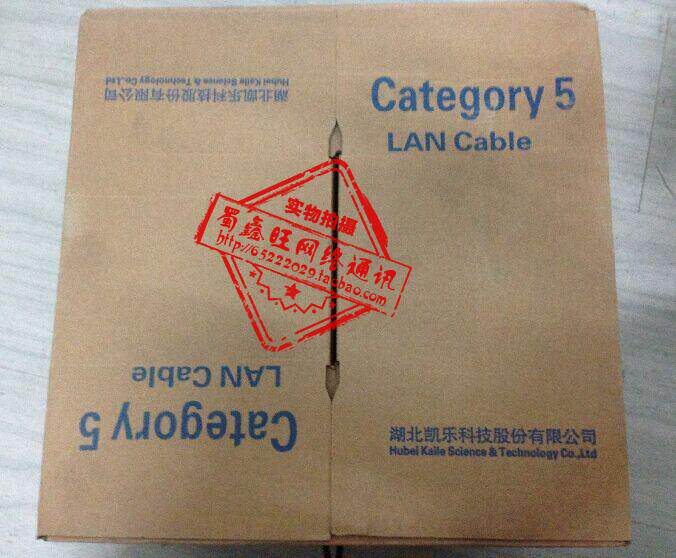 湖北凯乐科技股份有限公司
Hubei Kaile Science & Technology Co.,Ltd
Category 5
LAN Cable
实物拍摄
蜀鑫旺网络通讯
http://65222029.taobao.com
LAN Cable
Category 5
湖北凯乐科技股份有限公司
Hubei Kaile Science & Technology Co.,Ltd